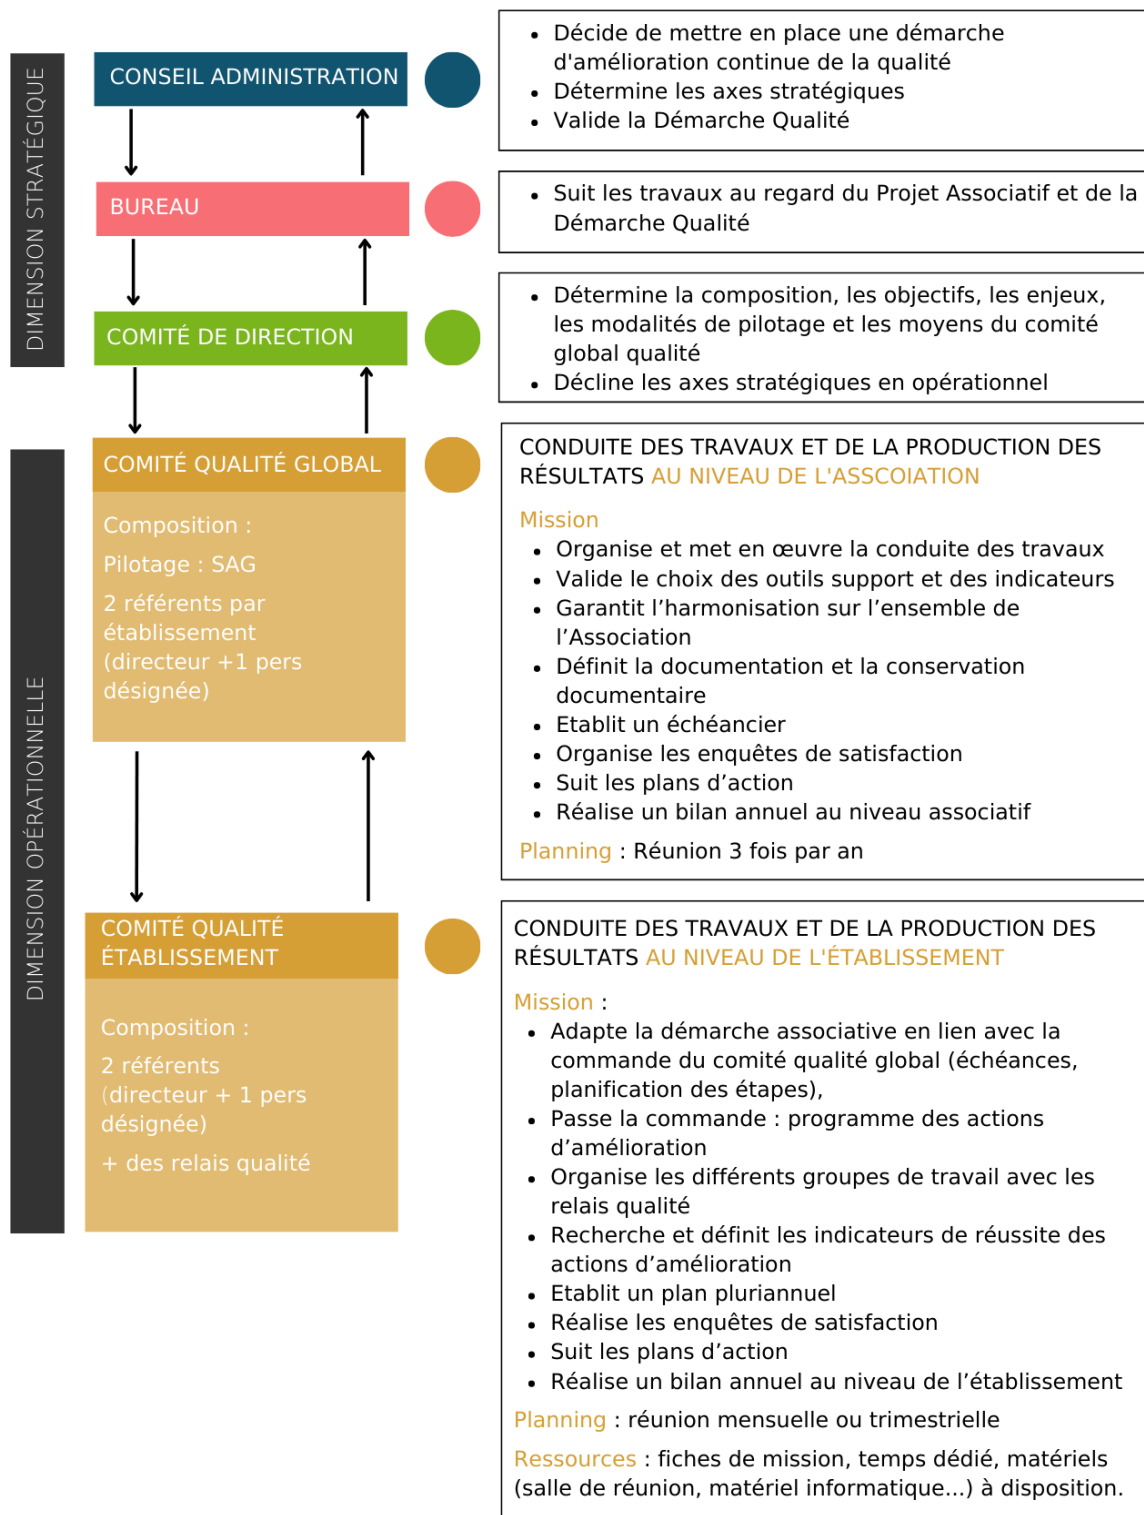 DIMENSION STRATÉGIQUE
CONSEIL ADMINISTRATION
• Décide de mettre en place une démarche
d'amélioration continue de la qualité
• Détermine les axes stratégiques
• Valide la Démarche Qualité
BUREAU
• Suit les travaux au regard du Projet Associatif et de la
Démarche Qualité
COMITÉ DE DIRECTION
• Détermine la composition, les objectifs, les enjeux,
les modalités de pilotage et les moyens du comité
global qualité
• Décline les axes stratégiques en opérationnel
DIMENSION OPÉRATIONNELLE
COMITÉ QUALITÉ GLOBAL
Composition :
Pilotage : SAG
2 référents par
établissement
(directeur +1 pers
désignée)
CONDUITE DES TRAVAUX ET DE LA PRODUCTION DES
RÉSULTATS AU NIVEAU DE L'ASSCOIATION
Mission
• Organise et met en œuvre la conduite des travaux
• Valide le choix des outils support et des indicateurs
• Garantit l’harmonisation sur l’ensemble de
l’Association
• Définit la documentation et la conservation
documentaire
• Etablit un échéancier
• Organise les enquêtes de satisfaction
• Suit les plans d’action
• Réalise un bilan annuel au niveau associatif
Planning : Réunion 3 fois par an
COMITÉ QUALITÉ
ÉTABLISSEMENT
Composition :
2 référents
(directeur + 1 pers
désignée)
+ des relais qualité
CONDUITE DES TRAVAUX ET DE LA PRODUCTION DES
RÉSULTATS AU NIVEAU DE L'ÉTABLISSEMENT
Mission :
• Adapte la démarche associative en lien avec la
commande du comité qualité global (échéances,
planification des étapes),
• Passe la commande : programme des actions
d’amélioration
• Organise les différents groupes de travail avec les
relais qualité
• Recherche et définit les indicateurs de réussite des
actions d’amélioration
• Etablit un plan pluriannuel
• Réalise les enquêtes de satisfaction
• Suit les plans d’action
• Réalise un bilan annuel au niveau de l’établissement
Planning : réunion mensuelle ou trimestrielle
Ressources : fiches de mission, temps dédié, matériels
(salle de réunion, matériel informatique...) à disposition.